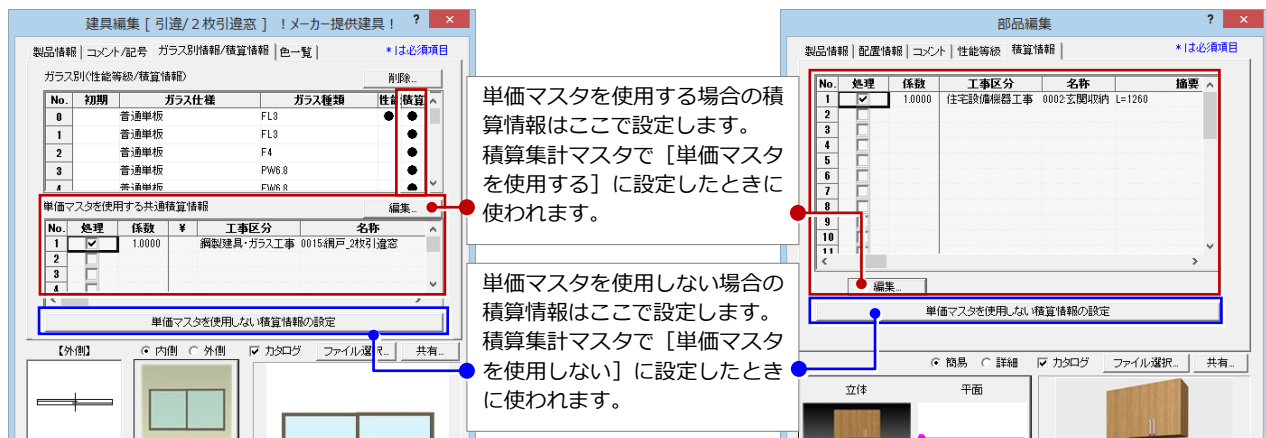 建具編集 [ 引違/２枚引違窓 ] ！メーカー提供建具！ ? ×
製品情報 コメント/記号 ガラス別情報/積算情報 色一覧 *は必須項目
ガラス別(性能等級/積算情報) 削除...
No. 初期 ガラス仕様 ガラス種類 性能 積算
0 普通単板 FL3 ● ●
1 普通単板 FL3 ●
2 普通単板 F4 ●
3 普通単板 PW6.8 ●
4 普通単板 FW6.8 ●
単価マスタを使用する共通積算情報 編集...
No. 処理 係数 ¥ 工事区分 名称
1 1.0000 鋼製建具・ガラス工事 0015:網戸_2枚引違窓
2
3
4
単価マスタを使用しない積算情報の設定
【外側】 内側 外側 カタログ ファイル選択... 共有...
単価マスタを使用する場合の積
算情報はここで設定します。
積算集計マスタで［単価マスタ
を使用する］に設定したときに
使われます。
単価マスタを使用しない場合の
積算情報はここで設定します。
積算集計マスタで［単価マスタ
を使用しない］に設定したとき
に使われます。
部品編集 ? ×
製品情報 配置情報 コメント 性能等級 積算情報 *は必須項目
No. 処理 係数 工事区分 名称 摘要
1 1.0000 住宅設備機器工事 0002:玄関収納 L=1260
2
3
4
5
6
7
8
9
10
11
編集...
単価マスタを使用しない積算情報の設定
簡易 詳細 カタログ ファイル選択... 共有...
立体 平面